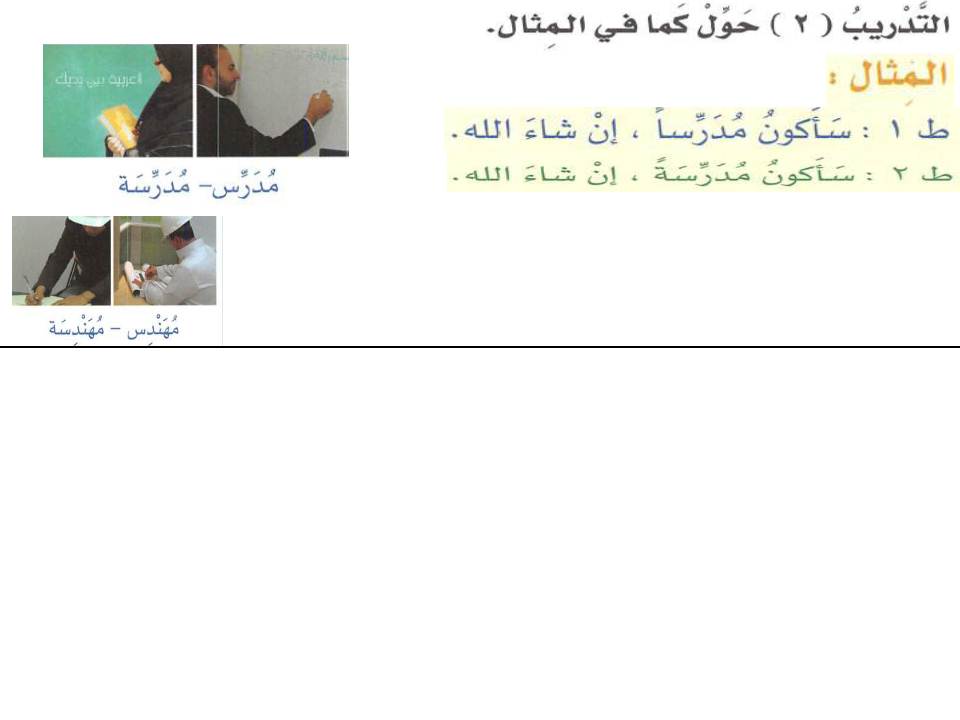 التَّدْريبُ ( ٢ ) حَوِّلْ كَما في المِثال.
المِثال :
ط ١ : سَأَكونُ مُدَرِّساً ، إنْ شاءَ الله.
ط ٢ : سَأَكونُ مُدَرِّسَةً ، إنْ شاءَ الله.
العربية بين يديك
مُدَرِّس– مُدَرِّسَة
مُهَنْدِس – مُهَنْدِسَة